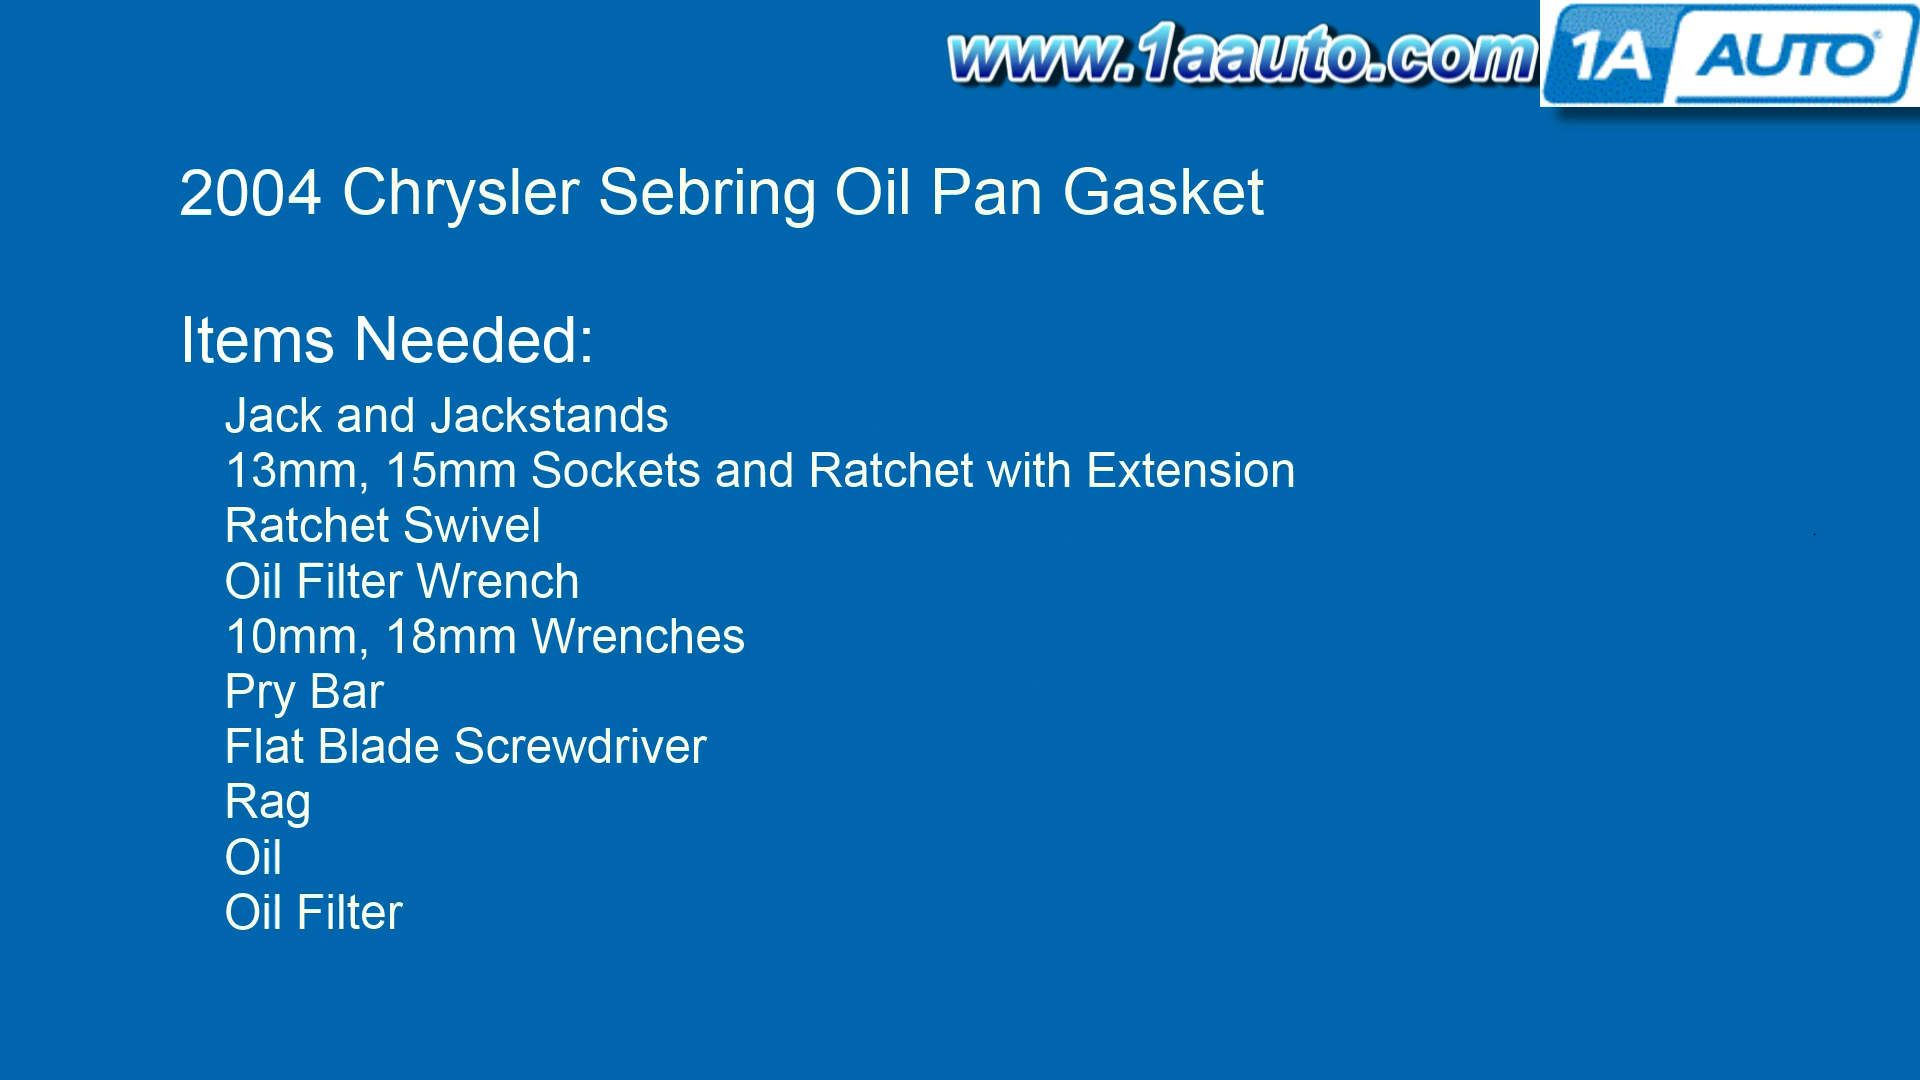 www.1aauto.com 1A AUTO®
2004 Chrysler Sebring Oil Pan Gasket
Items Needed:
Jack and Jackstands
13mm, 15mm Sockets and Ratchet with Extension
Ratchet Swivel
Oil Filter Wrench
10mm, 18mm Wrenches
Pry Bar
Flat Blade Screwdriver
Rag
Oil
Oil Filter